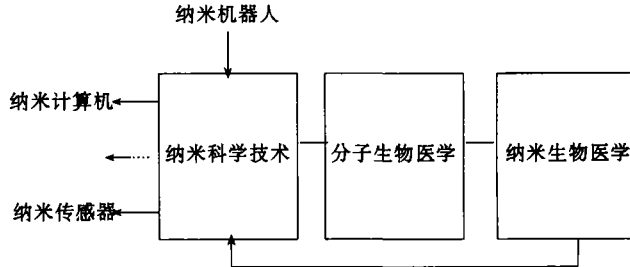 纳米机器人
纳米计算机
纳米科学技术
分子生物医学
纳米生物医学
纳米传感器